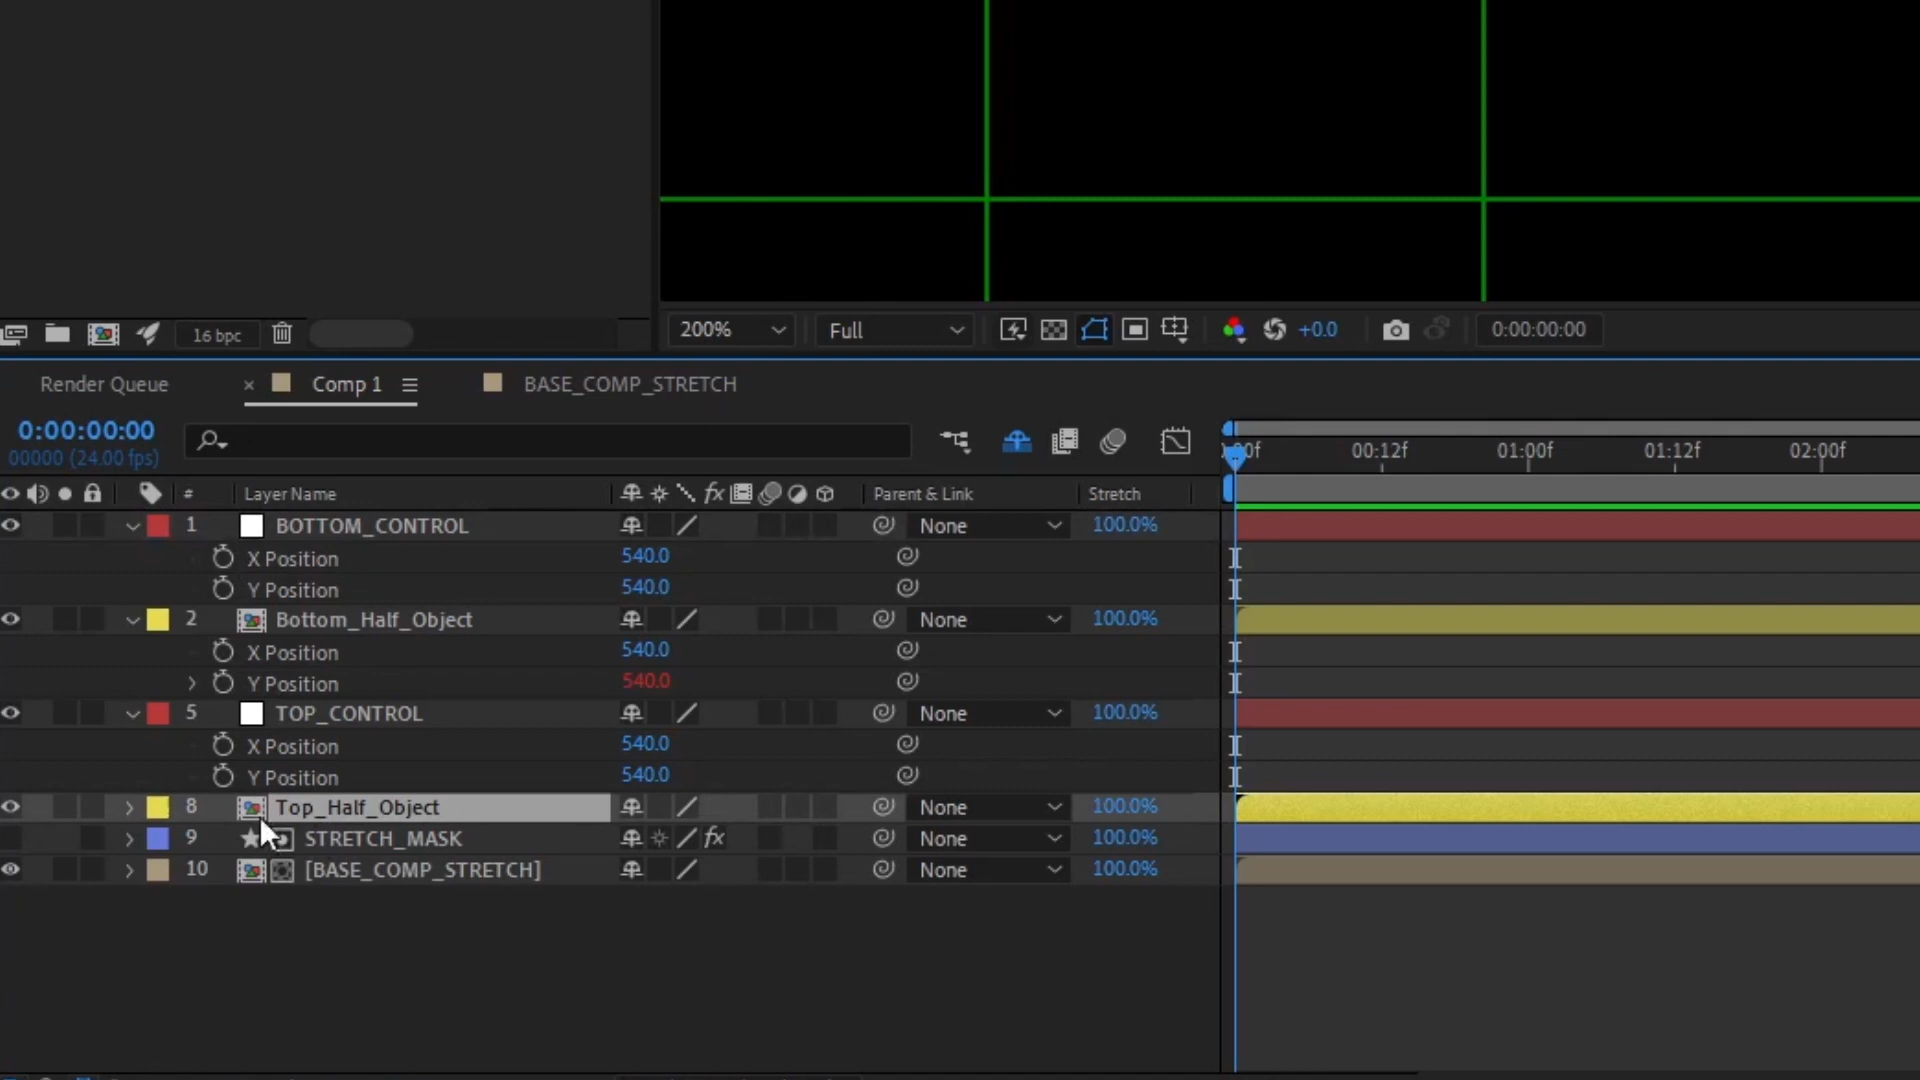 200%
Full
+0.0
0:00:00:00
16 bpc
Render Queue
Comp 1
BASE_COMP_STRETCH
0:00:00:00
00000 (24.00 fps)
00:12f
01:00f
01:12f
02:00f
# Layer Name fx Parent & Link Stretch
1 BOTTOM_CONTROL None 100.0%
X Position 540.0
Y Position 540.0
2 Bottom_Half_Object None 100.0%
X Position 540.0
Y Position 540.0
5 TOP_CONTROL None 100.0%
X Position 540.0
Y Position 540.0
8 Top_Half_Object None 100.0%
9 STRETCH_MASK fx None 100.0%
10 [BASE_COMP_STRETCH] None 100.0%